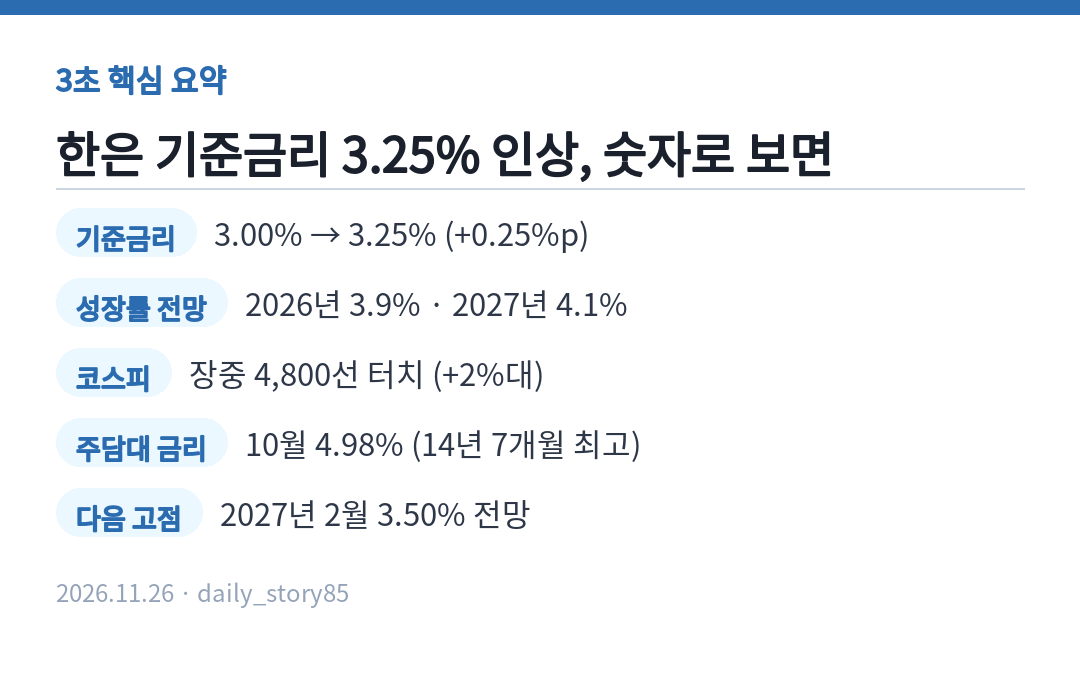 3초 핵심 요약
한은 기준금리 3.25% 인상, 숫자로 보면
기준금리 3.00% → 3.25% (+0.25%p)
성장률 전망 2026년 3.9% · 2027년 4.1%
코스피 장중 4,800선 터치 (+2%대)
주담대 금리 10월 4.98% (14년 7개월 최고)
다음 고점 2027년 2월 3.50% 전망
2026.11.26 · daily_story85